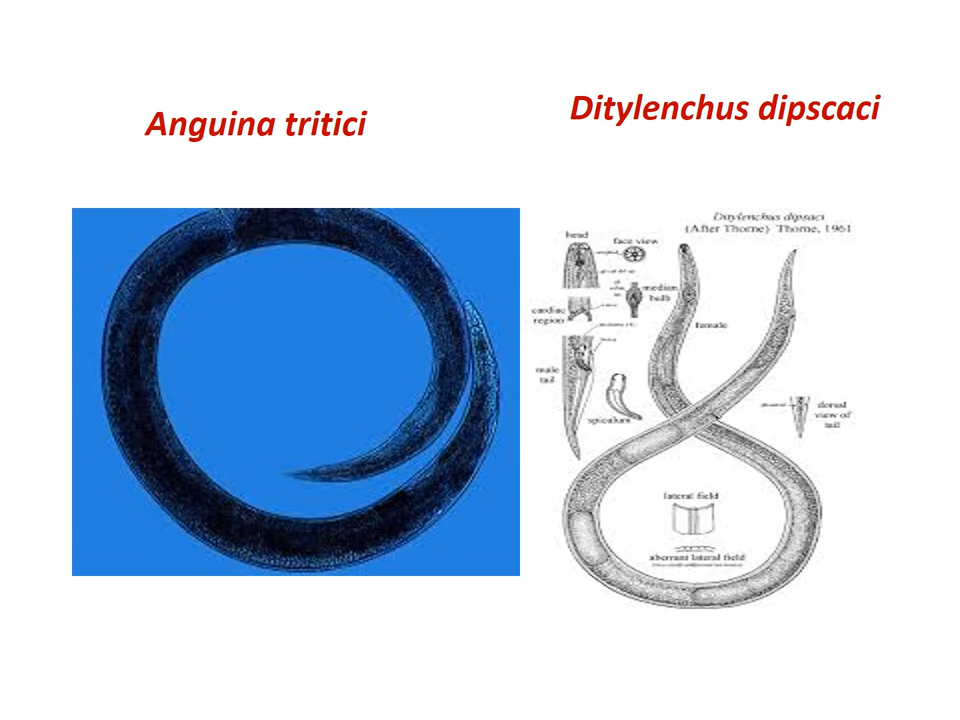 Anguina tritici
Ditylenchus dipscaci
Ditylenchus dipsaci
(After Thorne) Thorne, 1961
head
face view
median
bulb
cardiac
region
female
male
tail
spiculum
dorsal
view of
tail
lateral field
aberrant lateral field